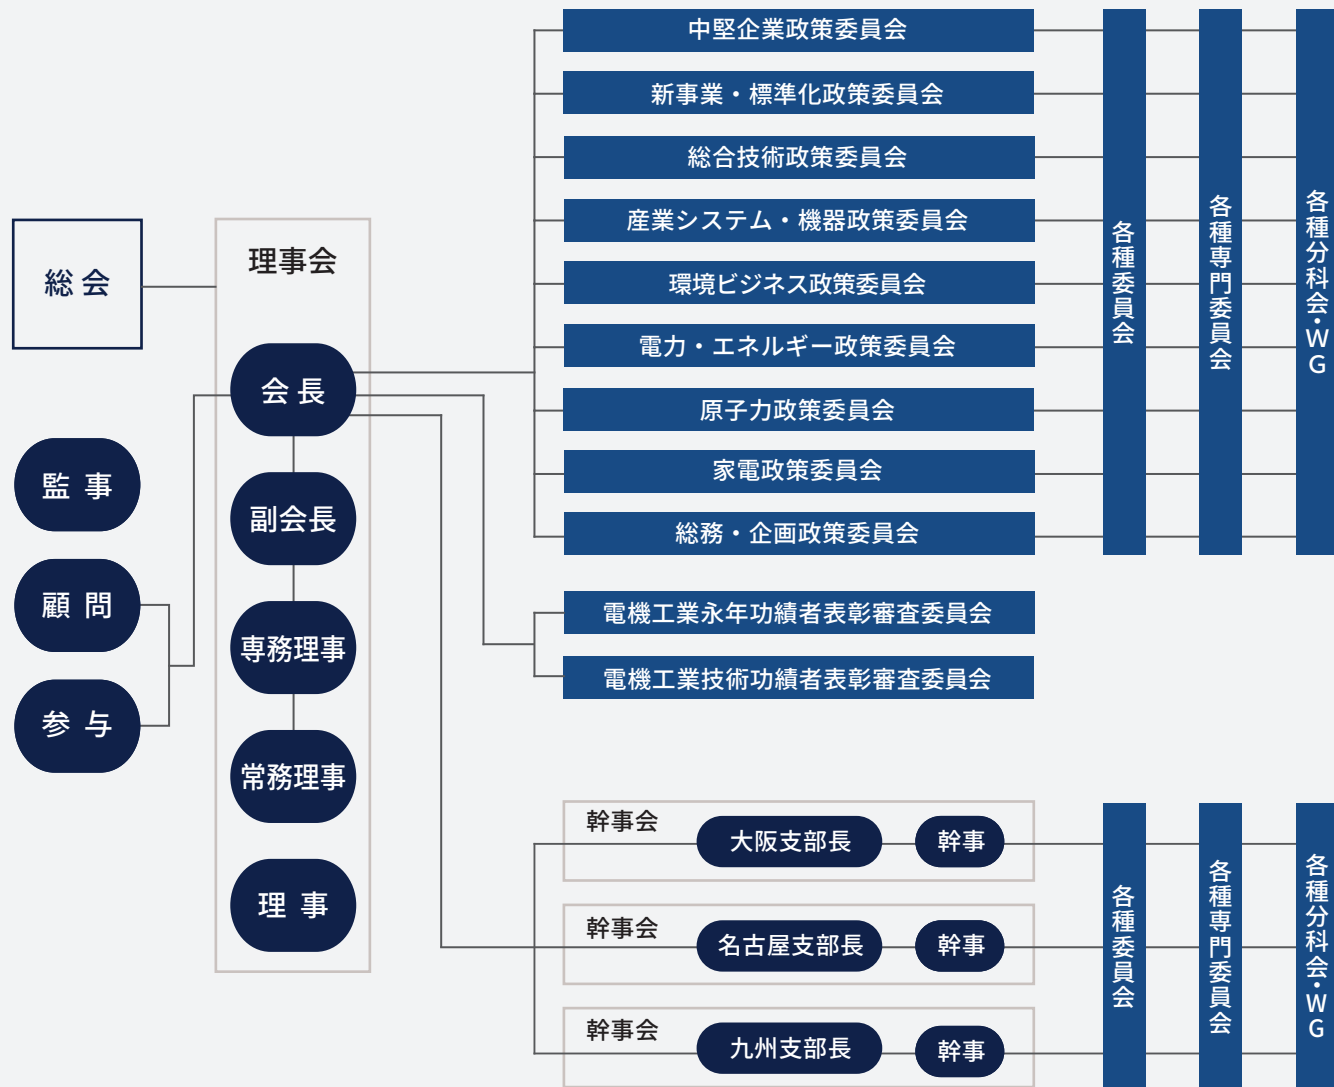 総会
理事会
会長
副会長
専務理事
常務理事
理事
監事
顧問
参与
中堅企業政策委員会
新事業・標準化政策委員会
総合技術政策委員会
産業システム・機器政策委員会
環境ビジネス政策委員会
電力・エネルギー政策委員会
原子力政策委員会
家電政策委員会
総務・企画政策委員会
各種委員会
各種専門委員会
各種分科会・WG
電機工業永年功績者表彰審査委員会
電機工業技術功績者表彰審査委員会
幹事会
大阪支部長
幹事
幹事会
名古屋支部長
幹事
幹事会
九州支部長
幹事
各種委員会
各種専門委員会
各種分科会・WG